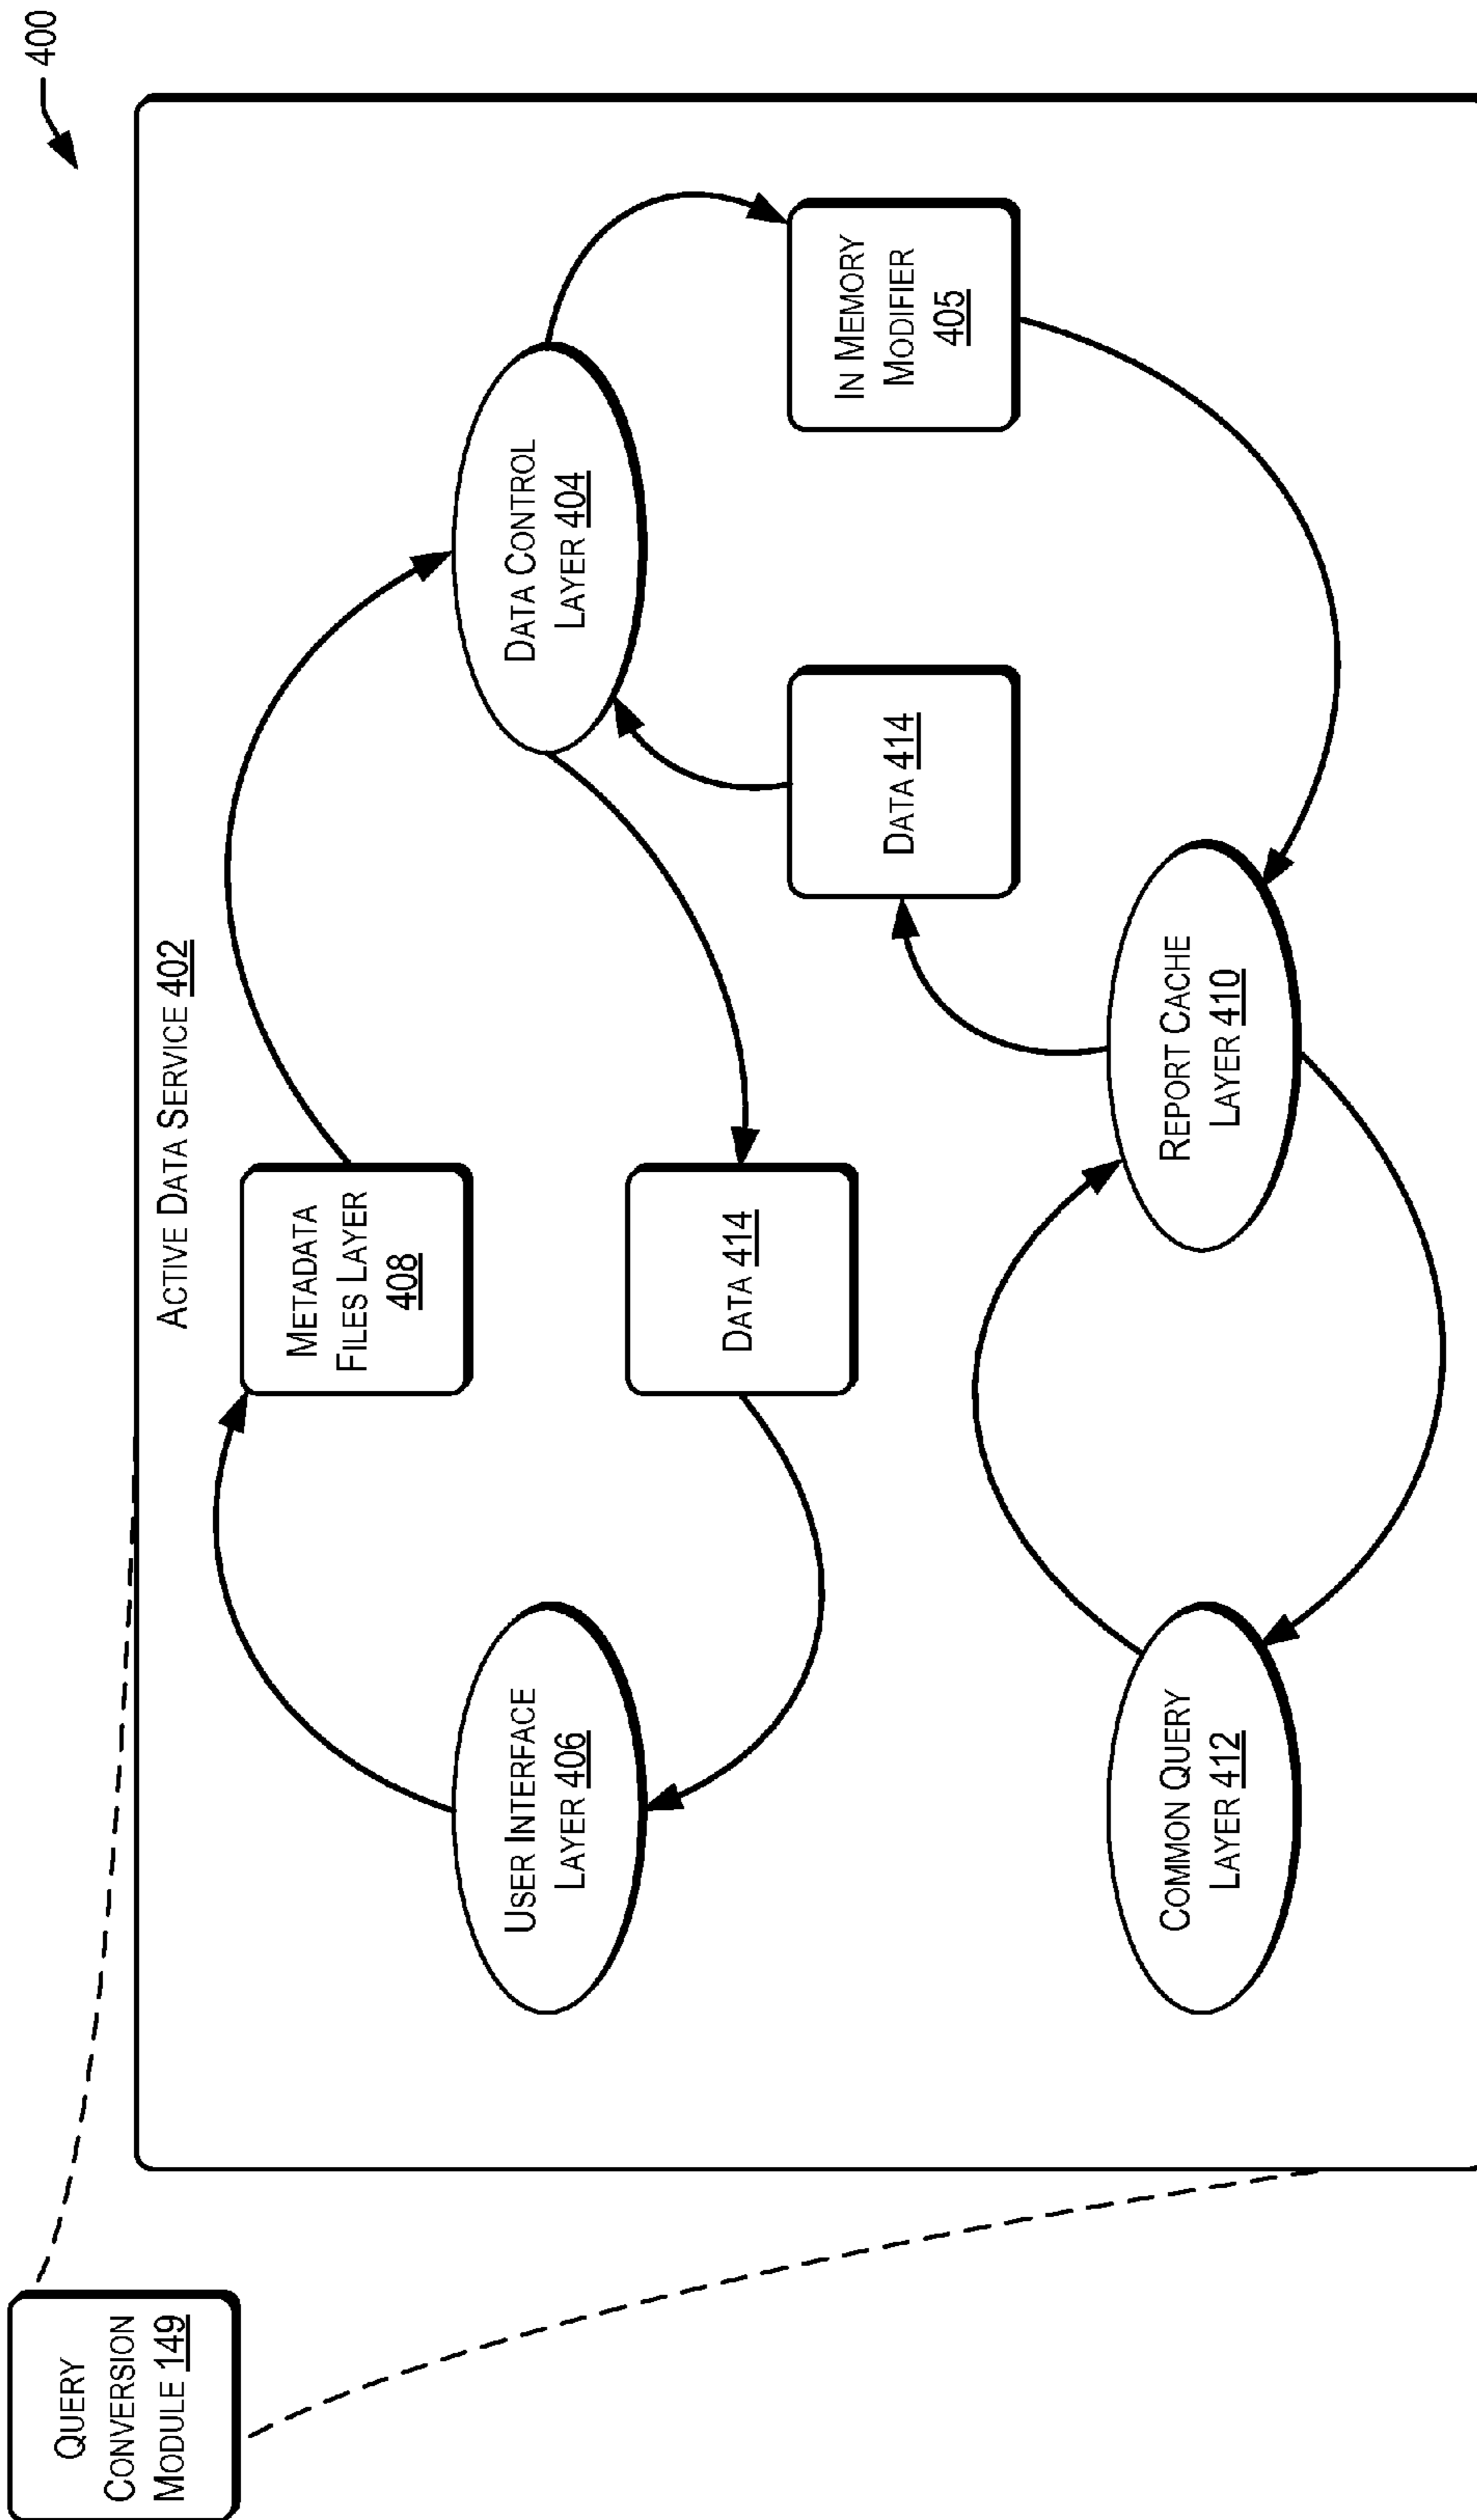 400
QUERY
CONVERSION
MODULE 149
ACTIVE DATA SERVICE 402
METADATA
FILES LAYER
408
USER INTERFACE
LAYER 406
DATA CONTROL
LAYER 404
DATA 414
DATA 414
IN MEMORY
MODIFIER
405
COMMON QUERY
LAYER 412
REPORT CACHE
LAYER 410